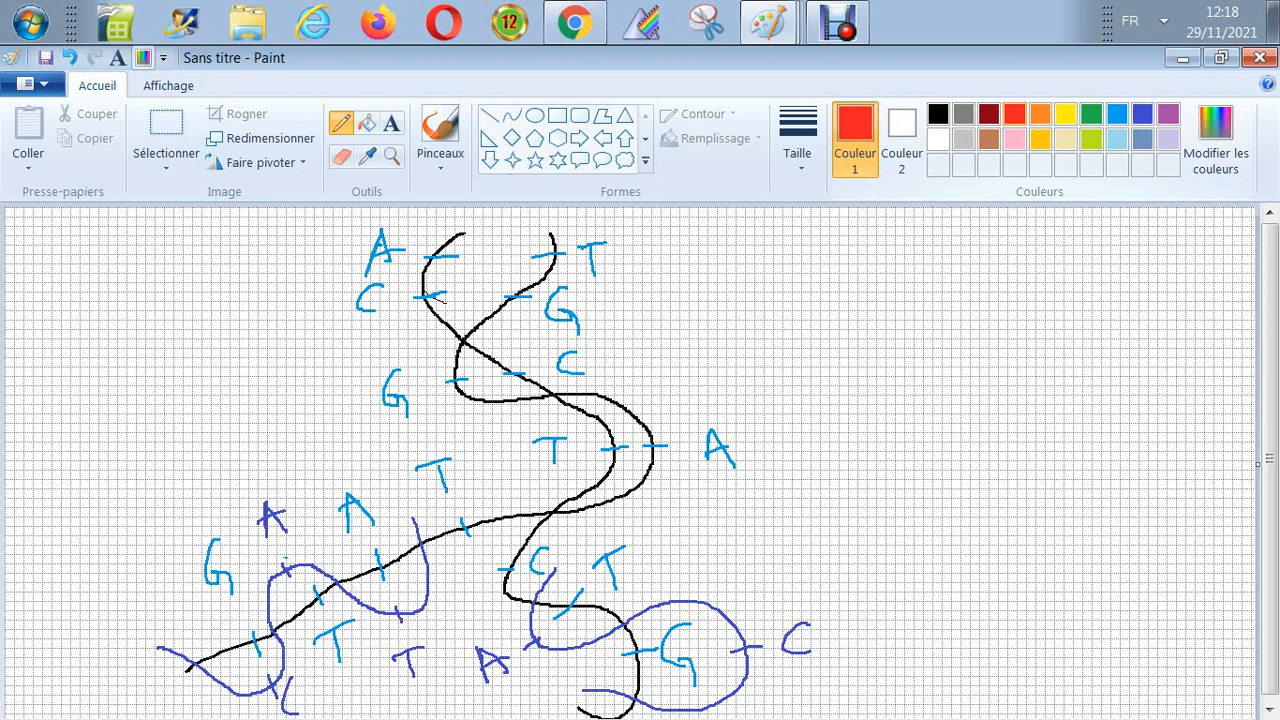 12
FR
12:18
29/11/2021
Sans titre - Paint
Accueil Affichage
Couper
Copier
Coller
Presse-papiers
Sélectionner
Rogner
Redimensionner
Faire pivoter
Image
A
Outils
Pinceaux
Contour
Remplissage
Formes
Taille
Couleur
1
Couleur
2
Modifier les
couleurs
Couleurs
A T
C G
G C
T A
T
A A
G C T
T G C
T A
C